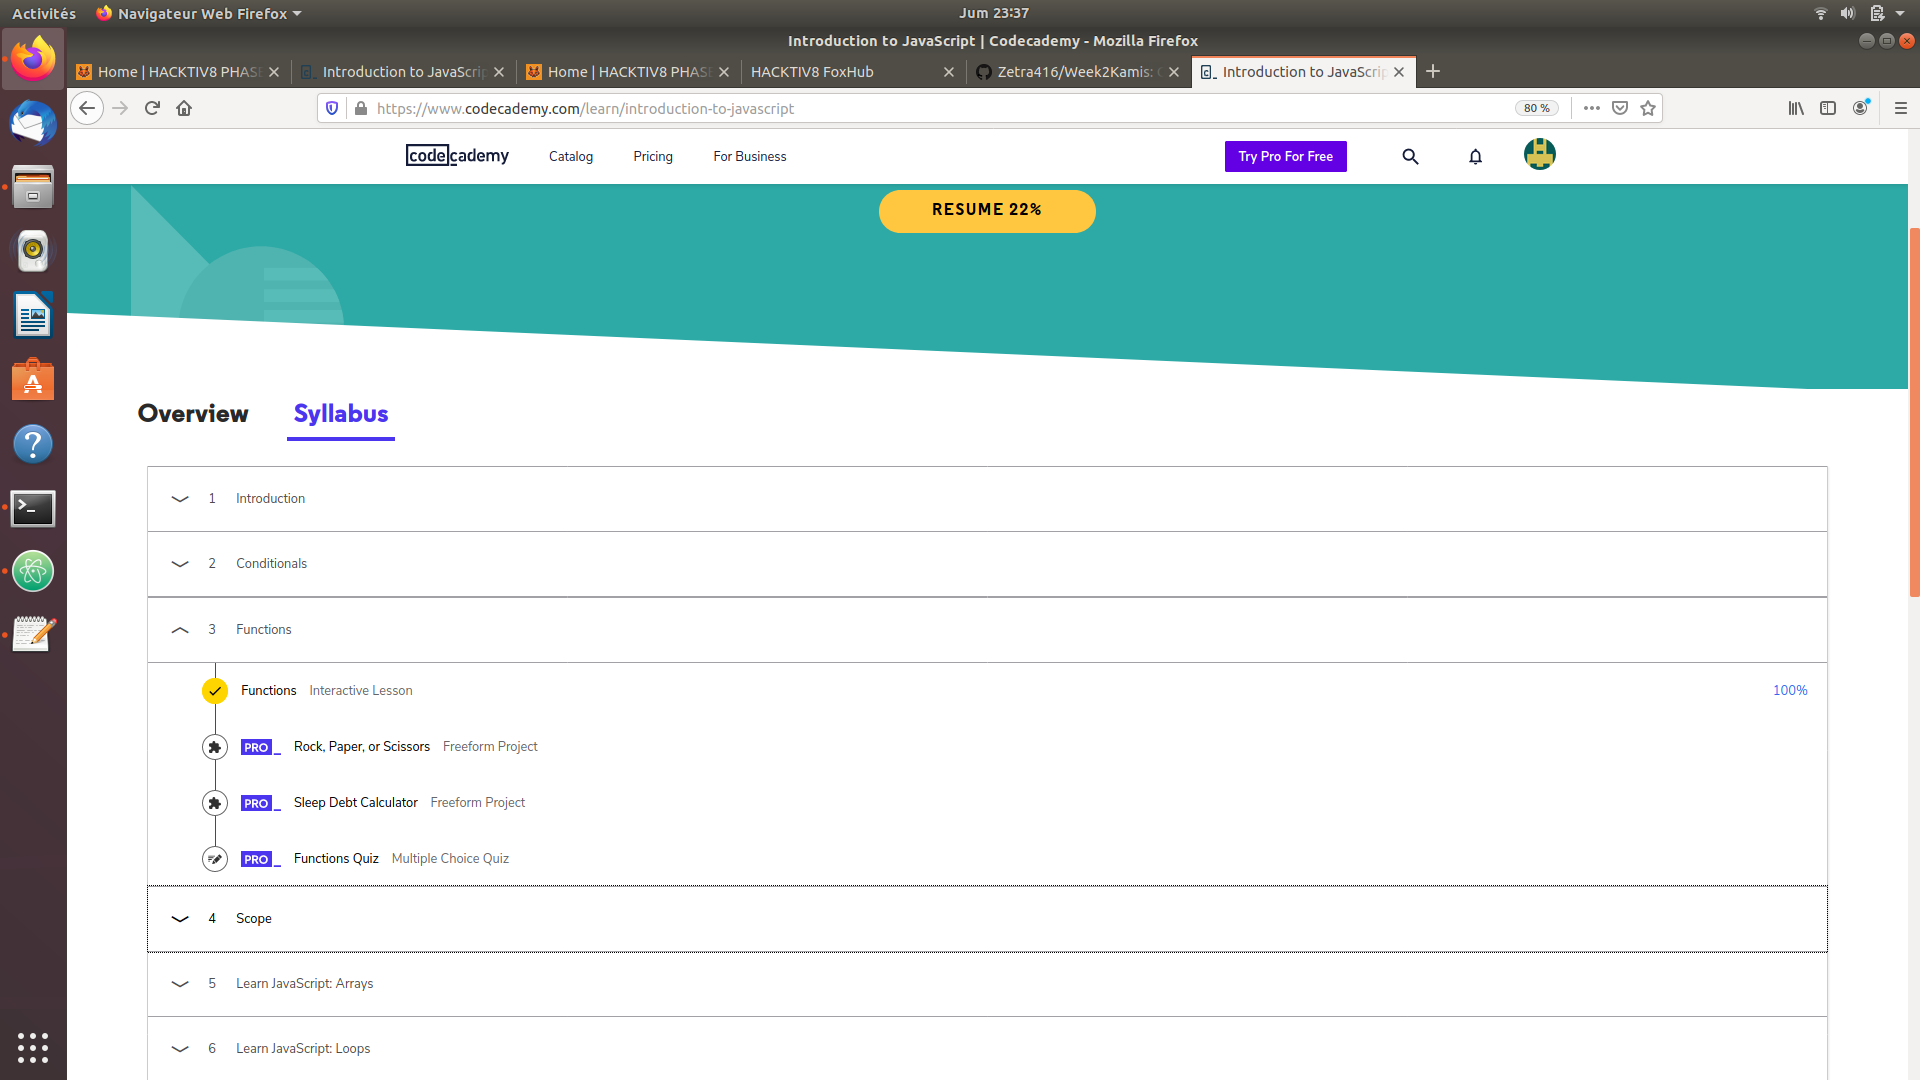 Activités
Navigateur Web Firefox
Jum 23:37
Introduction to JavaScript | Codecademy - Mozilla Firefox
Home | HACKTIV8 PHAS
Introduction to JavaScrip
Home | HACKTIV8 PHAS
HACKTIV8 FoxHub
Zetra416/Week2Kamis:
Introduction to JavaScrip
https://www.codecademy.com/learn/introduction-to-javascript
80 %
codecademy
Catalog
Pricing
For Business
Try Pro For Free
RESUME 22%
Overview
Syllabus
1 Introduction
2 Conditionals
3 Functions
Functions Interactive Lesson 100%
PRO Rock, Paper, or Scissors Freeform Project
PRO Sleep Debt Calculator Freeform Project
PRO Functions Quiz Multiple Choice Quiz
4 Scope
5 Learn JavaScript: Arrays
6 Learn JavaScript: Loops